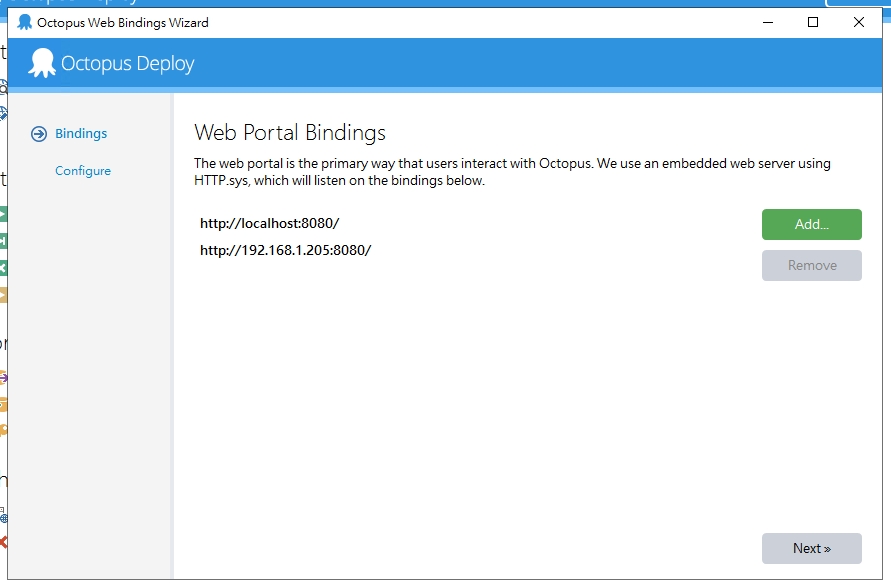 Octopus Web Bindings Wizard
Octopus Deploy
Bindings
Configure
Web Portal Bindings
The web portal is the primary way that users interact with Octopus. We use an embedded web server using
HTTP.sys, which will listen on the bindings below.
http://localhost:8080/
http://192.168.1.205:8080/
Add...
Remove
Next »